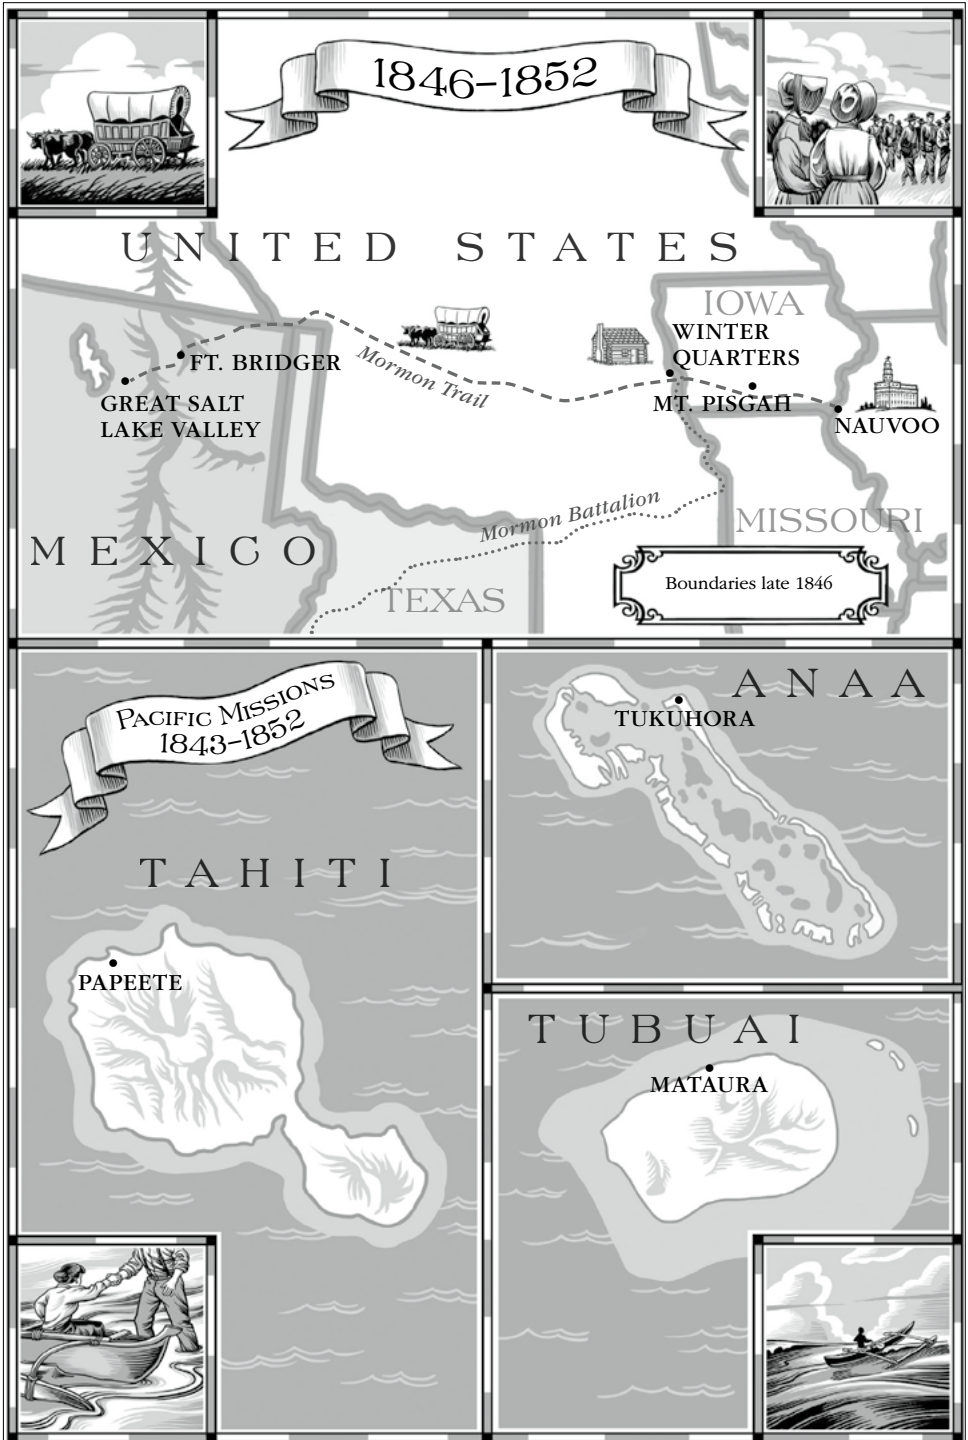 1846–1852
UNITED STATES
IOWA
WINTER
QUARTERS
FT. BRIDGER
Mormon Trail
GREAT SALT
LAKE VALLEY
MT. PISGAH
NAUVOO
Mormon Battalion
MISSOURI
MEXICO
TEXAS
Boundaries late 1846
PACIFIC MISSIONS
1843–1852
TAHITI
PAPEETE
ANAA
TUKUHORA
TUBUAI
MATAURA